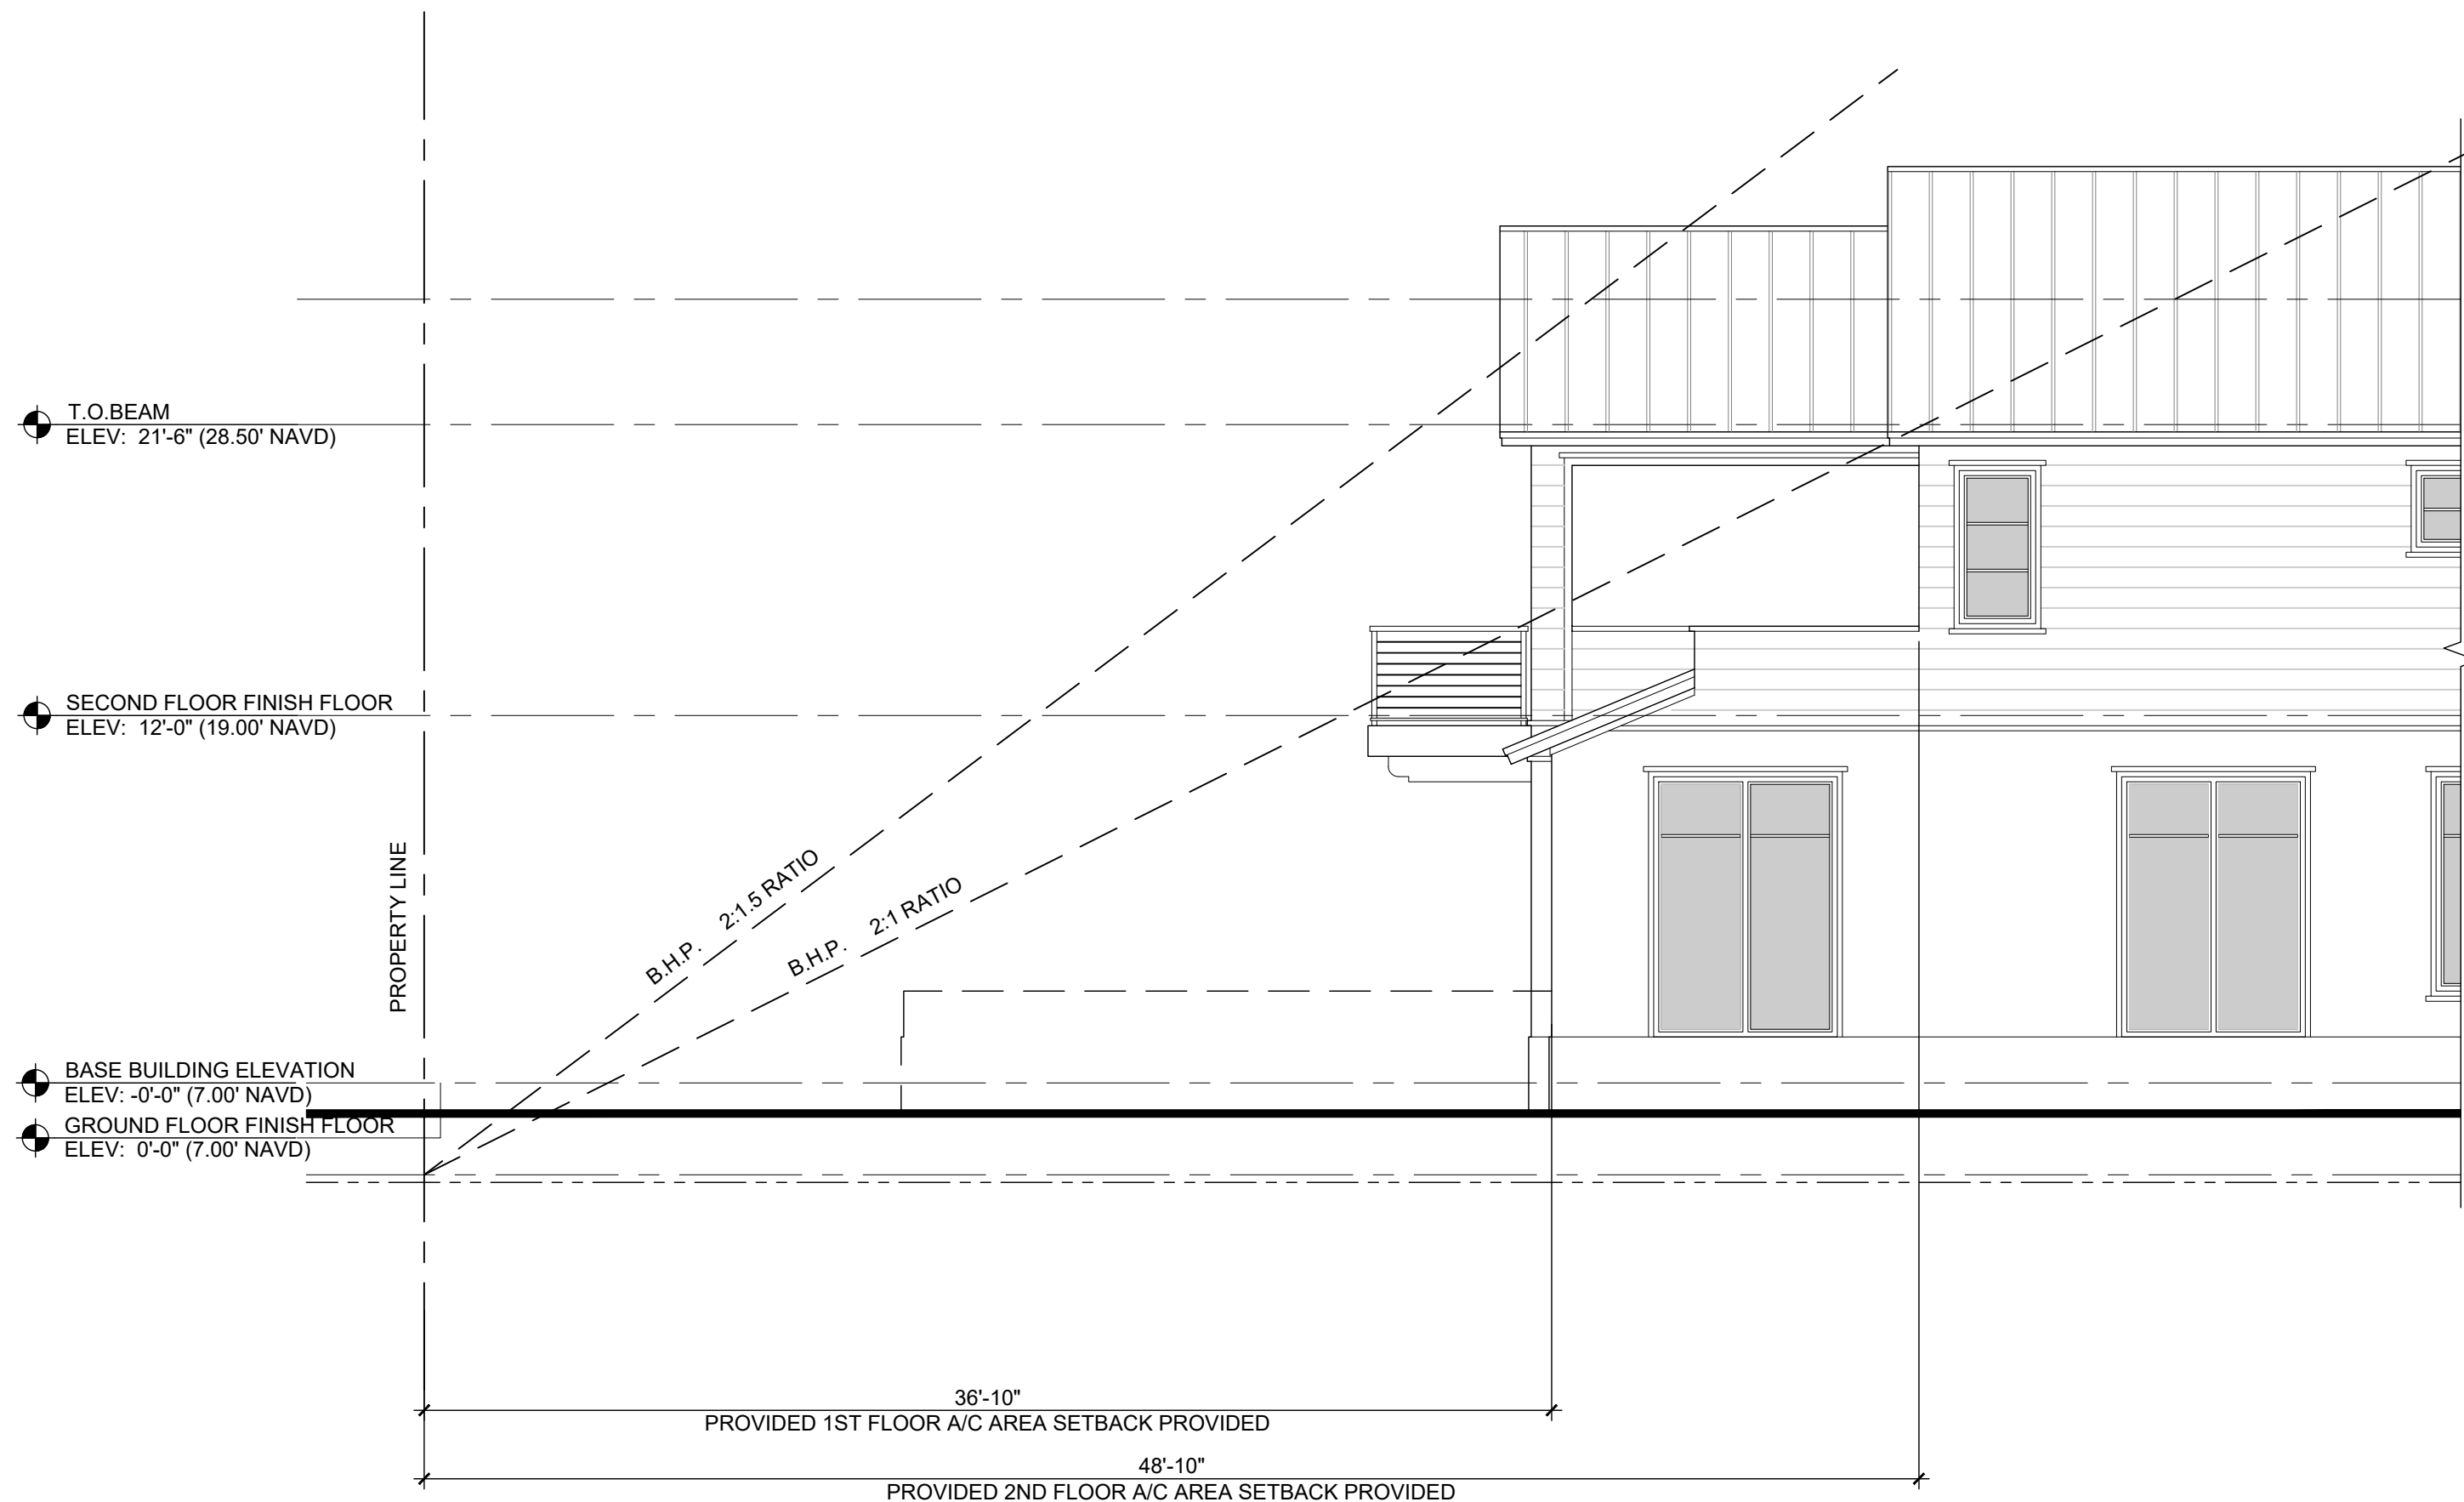 T.O.BEAM
ELEV: 21'-6" (28.50' NAVD)
SECOND FLOOR FINISH FLOOR
ELEV: 12'-0" (19.00' NAVD)
PROPERTY LINE
B.H.P. 2:1.5 RATIO
B.H.P. 2:1 RATIO
BASE BUILDING ELEVATION
ELEV: -0'-0" (7.00' NAVD)
GROUND FLOOR FINISH FLOOR
ELEV: 0'-0" (7.00' NAVD)
36'-10"
PROVIDED 1ST FLOOR A/C AREA SETBACK PROVIDED
48'-10"
PROVIDED 2ND FLOOR A/C AREA SETBACK PROVIDED